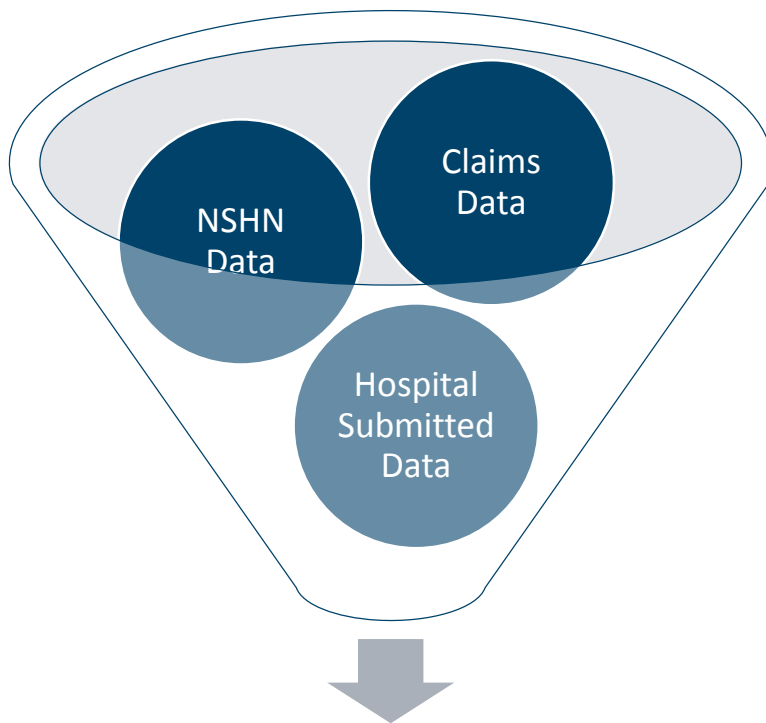 Claims
Data
NSHN
Data
Hospital
Submitted
Data